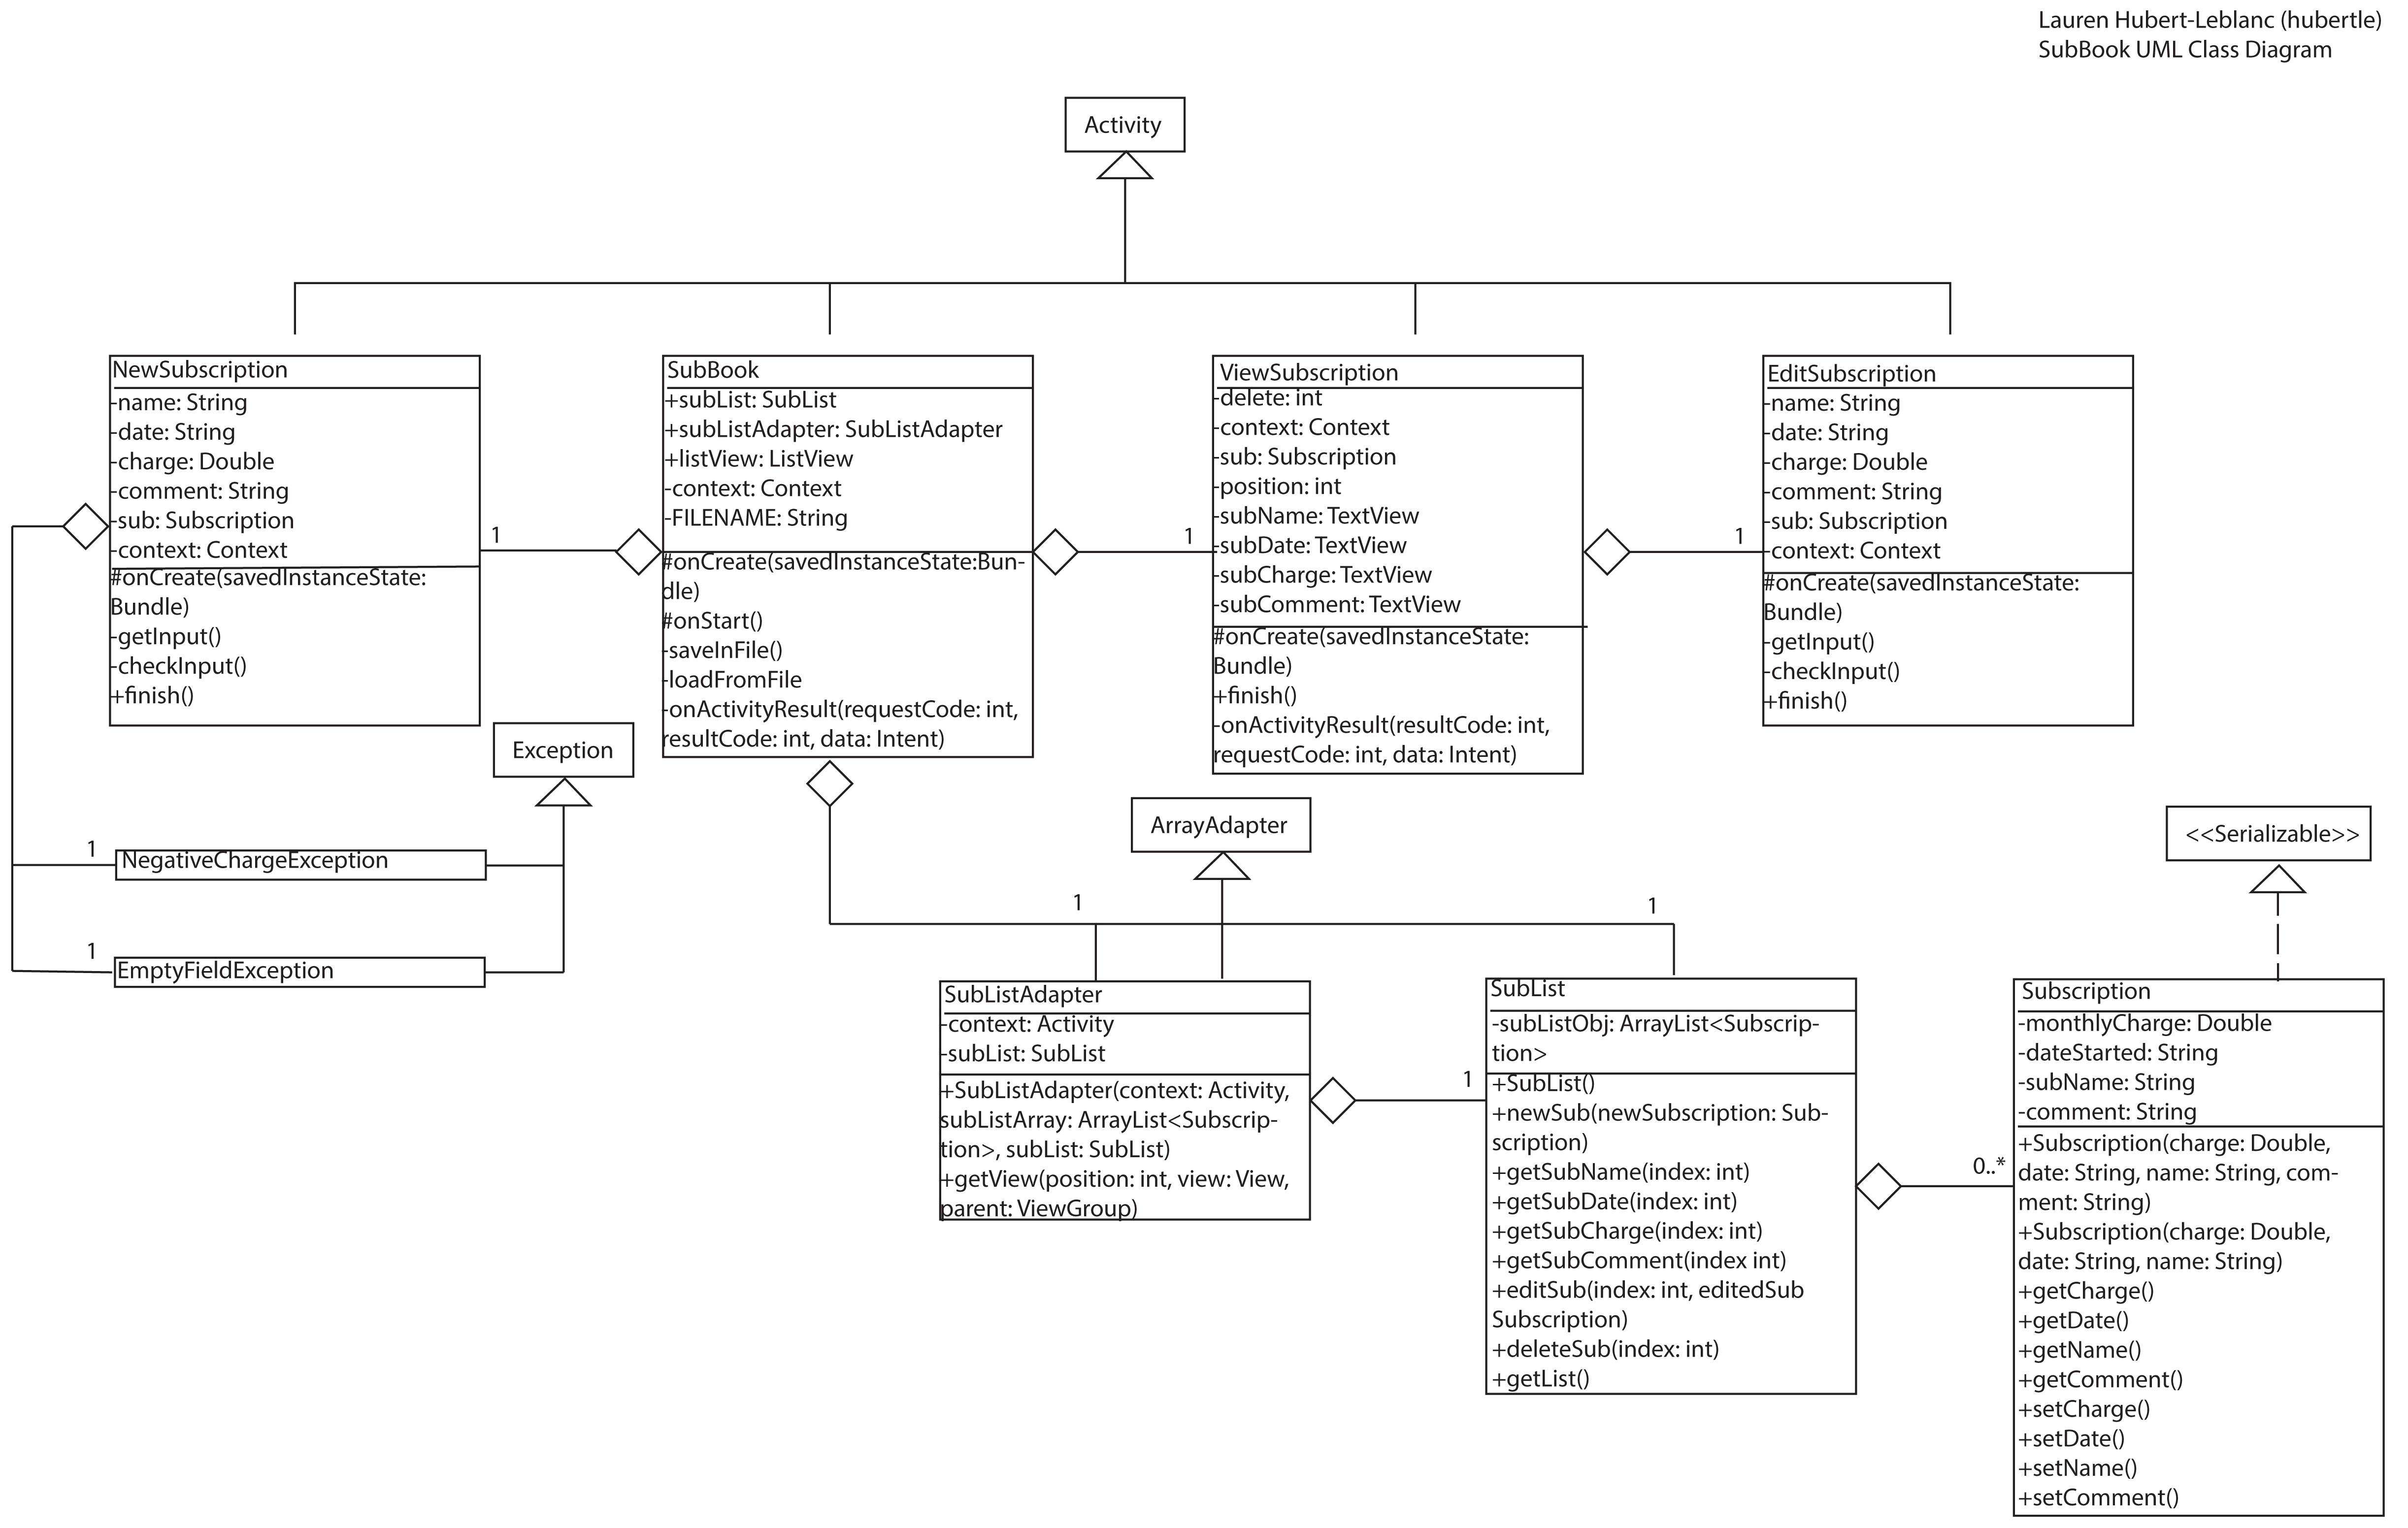 Lauren Hubert-Leblanc (hubertle)
SubBook UML Class Diagram
Activity
NewSubscription
-name: String
-date: String
-charge: Double
-comment: String
-sub: Subscription
-context: Context
#onCreate(savedInstanceState:
Bundle)
-getInput()
-checkInput()
+finish()
1
SubBook
+subList: SubList
+subListAdapter: SubListAdapter
+listView: ListView
-context: Context
-FILENAME: String
#onCreate(savedInstanceState:Bun-
dle)
#onStart()
-saveInFile()
-loadFromFile
-onActivityResult(requestCode: int,
resultCode: int, data: Intent)
1
ViewSubscription
-delete: int
-context: Context
-sub: Subscription
-position: int
-subName: TextView
-subDate: TextView
-subCharge: TextView
-subComment: TextView
#onCreate(savedInstanceState:
Bundle)
+finish()
-onActivityResult(resultCode: int,
requestCode: int, data: Intent)
1
EditSubscription
-name: String
-date: String
-charge: Double
-comment: String
-sub: Subscription
-context: Context
#onCreate(savedInstanceState:
Bundle)
-getInput()
-checkInput()
+finish()
Exception
1
NegativeChargeException
1
EmptyFieldException
ArrayAdapter
<<Serializable>>
1
1
SubListAdapter
-context: Activity
-subList: SubList
+SubListAdapter(context: Activity,
subListArray: ArrayList<Subscrip-
tion>, subList: SubList)
+getView(position: int, view: View,
parent: ViewGroup)
1
SubList
-subListObj: ArrayList<Subscrip-
tion>
+SubList()
+newSub(newSubscription: Sub-
scription)
+getSubName(index: int)
+getSubDate(index: int)
+getSubCharge(index: int)
+getSubComment(index int)
+editSub(index: int, editedSub
Subscription)
+deleteSub(index: int)
+getList()
0..*
Subscription
-monthlyCharge: Double
-dateStarted: String
-subName: String
-comment: String
+Subscription(charge: Double,
date: String, name: String, com-
ment: String)
+Subscription(charge: Double,
date: String, name: String)
+getCharge()
+getDate()
+getName()
+getComment()
+setCharge()
+setDate()
+setName()
+setComment()